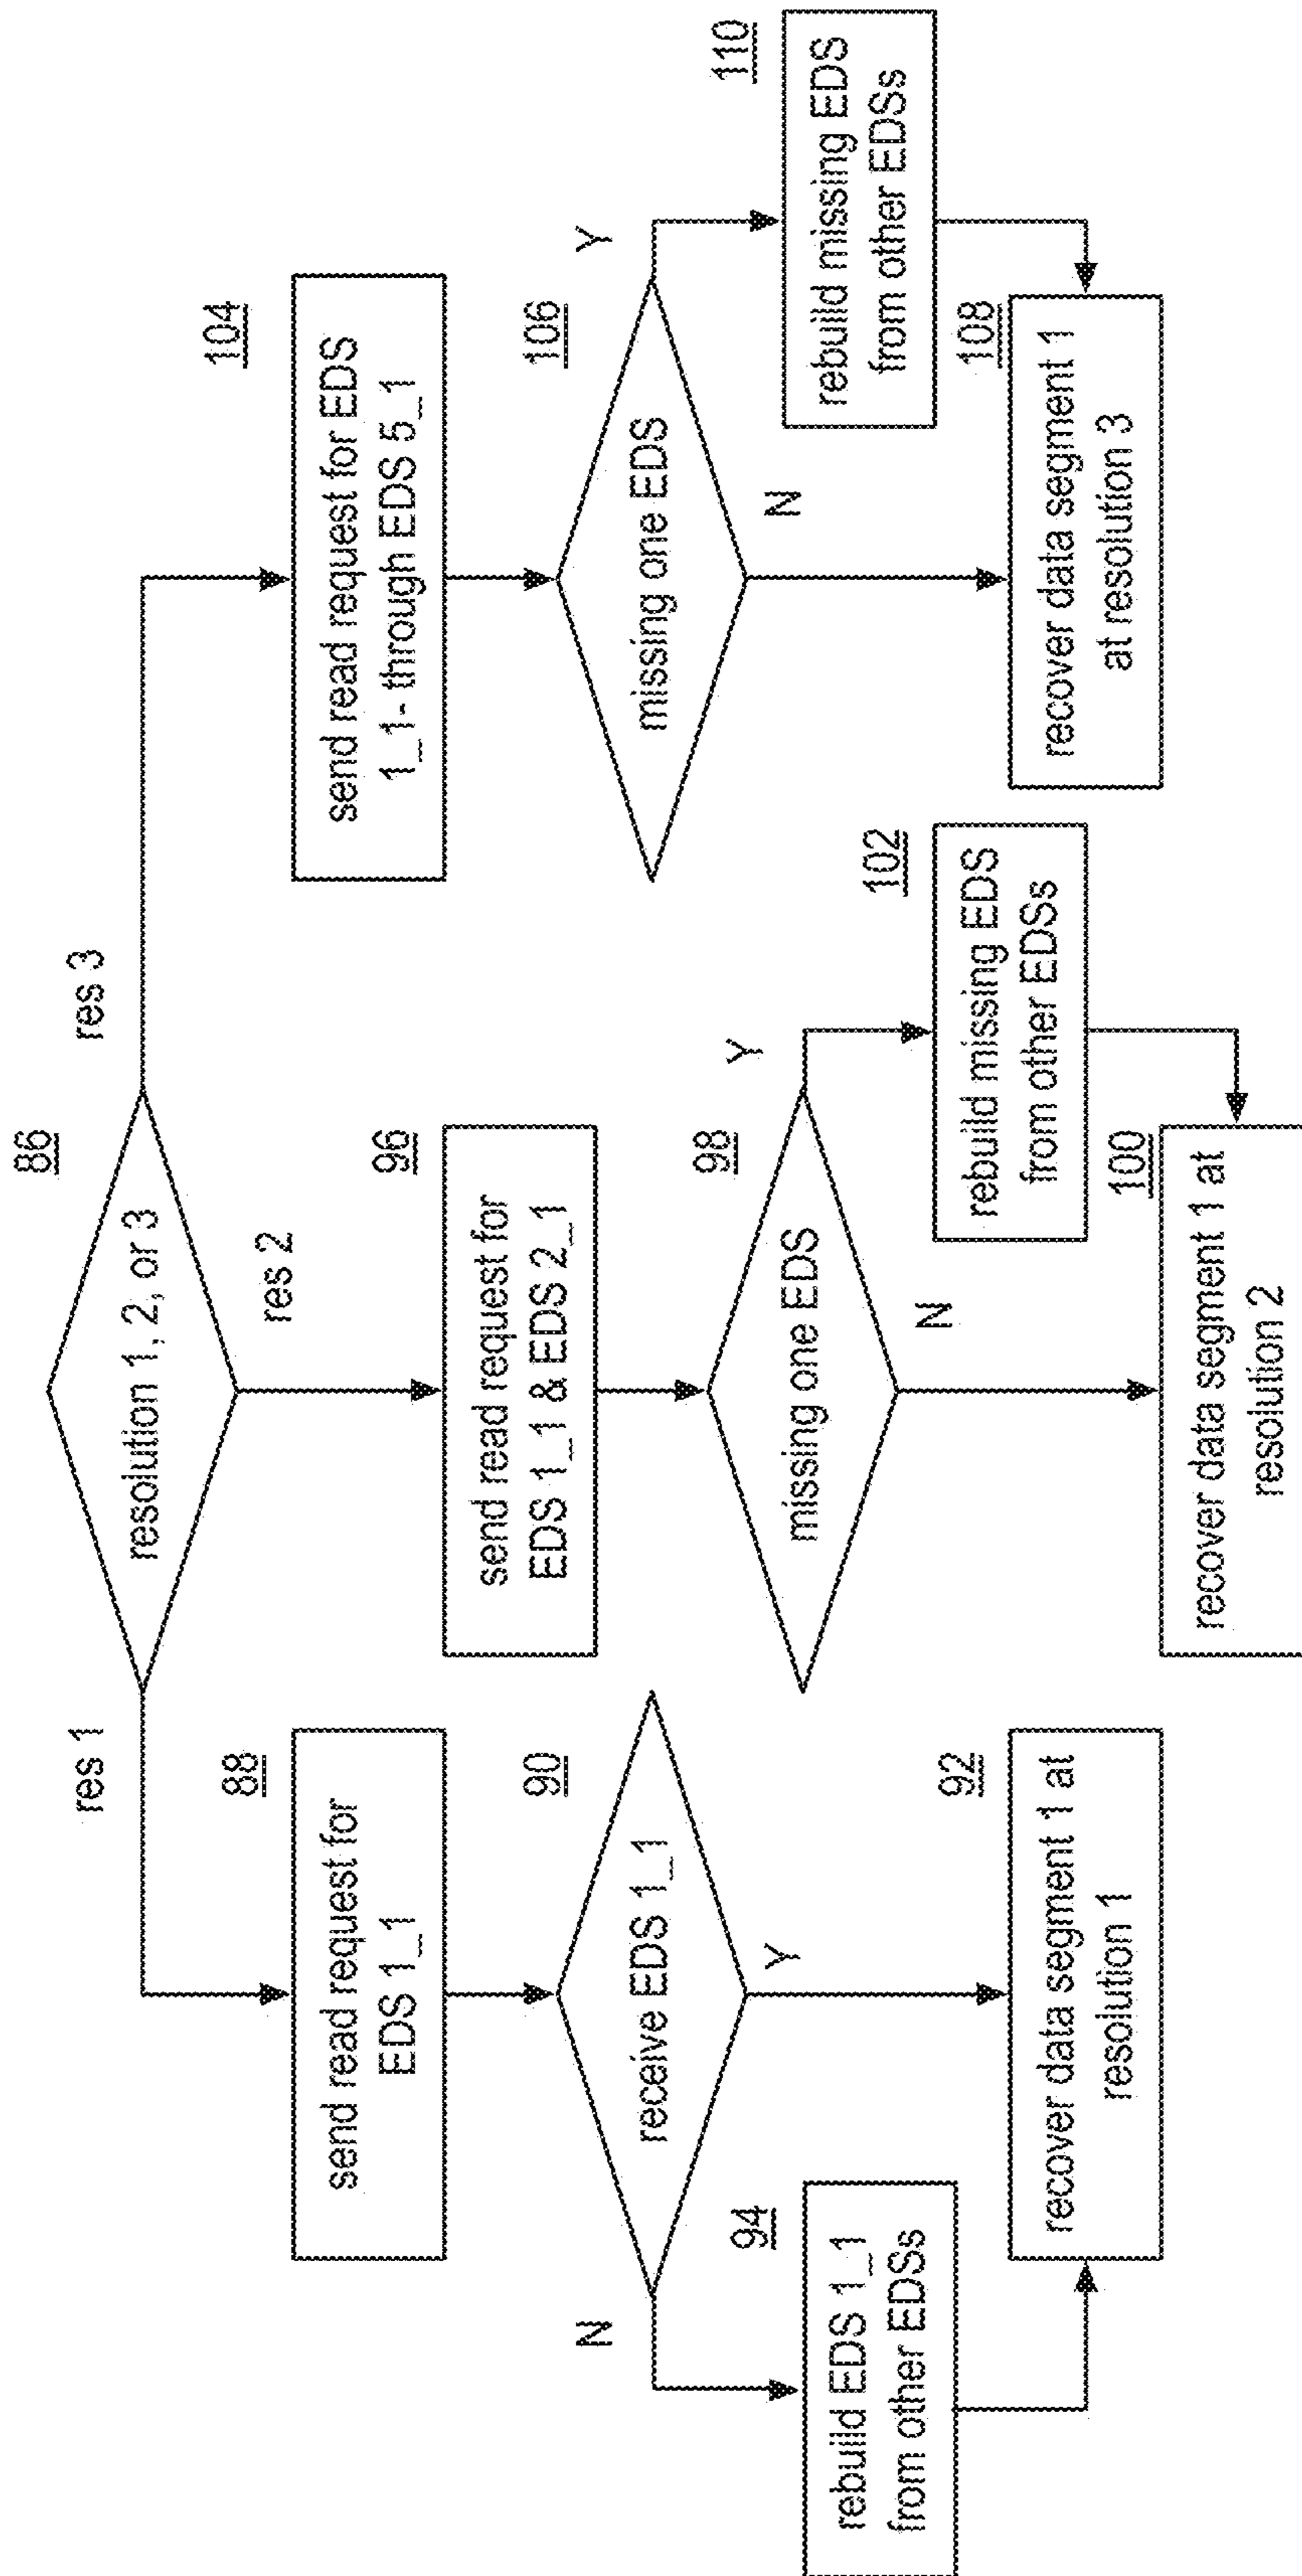 86
resolution 1, 2, or 3
res 1
res 2
res 3
88
send read request for
EDS 1_1
90
receive EDS 1_1
N
Y
94
rebuild EDS 1_1
from other EDSs
92
recover data segment 1 at
resolution 1
96
send read request for
EDS 1_1 & EDS 2_1
98
missing one EDS
Y
N
102
rebuild missing EDS
from other EDSs
100
recover data segment 1 at
resolution 2
104
send read request for EDS
1_1- through EDS 5_1
106
missing one EDS
Y
N
110
rebuild missing EDS
from other EDSs
108
recover data segment 1
at resolution 3